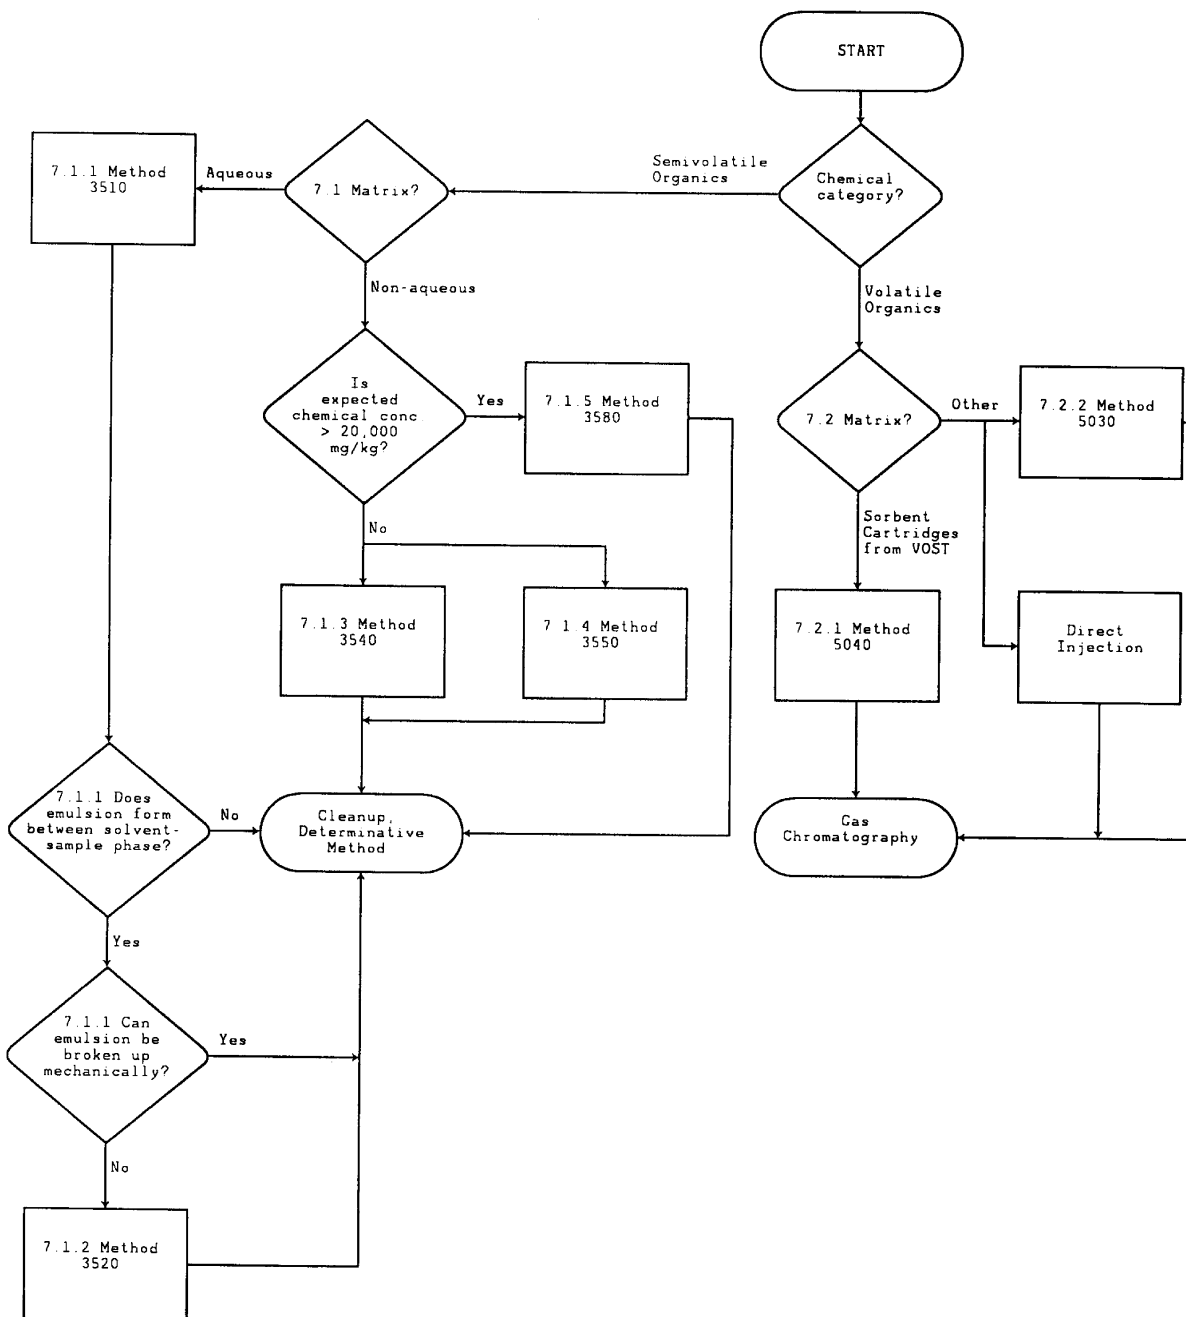 START
Chemical
category?
Semivolatile
Organics
7.1 Matrix?
Aqueous
7.1.1 Method
3510
Non-aqueous
Volatile
Organics
Is
expected
chemical conc.
> 20,000
mg/kg?
Yes
7.1.5 Method
3580
7.2 Matrix?
Other
7.2.2 Method
5030
No
Sorbent
Cartridges
from VOST
7.1.3 Method
3540
7 1.4 Method
3550
7.2.1 Method
5040
Direct
Injection
7.1.1 Does
emulsion form
between solvent-
sample phase?
No
Cleanup,
Determinative
Method
Gas
Chromatography
Yes
7.1.1 Can
emulsion be
broken up
mechanically?
Yes
No
7.1.2 Method
3520